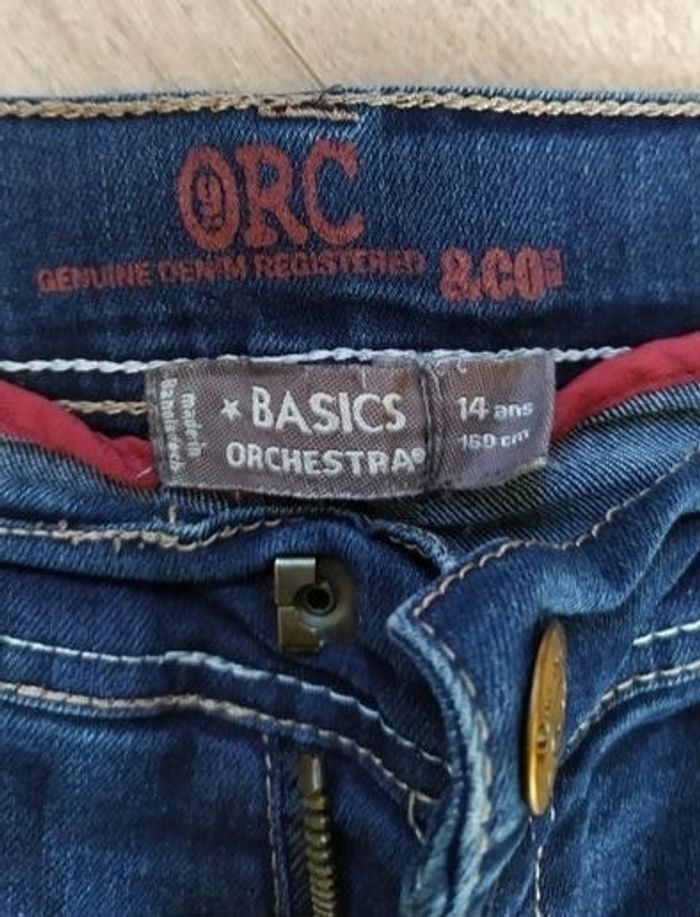 ORC
GENUINE DENIM REGISTERED &CO
★ BASICS
ORCHESTRA®
14 ans
160 cm
made in
Bangladesh